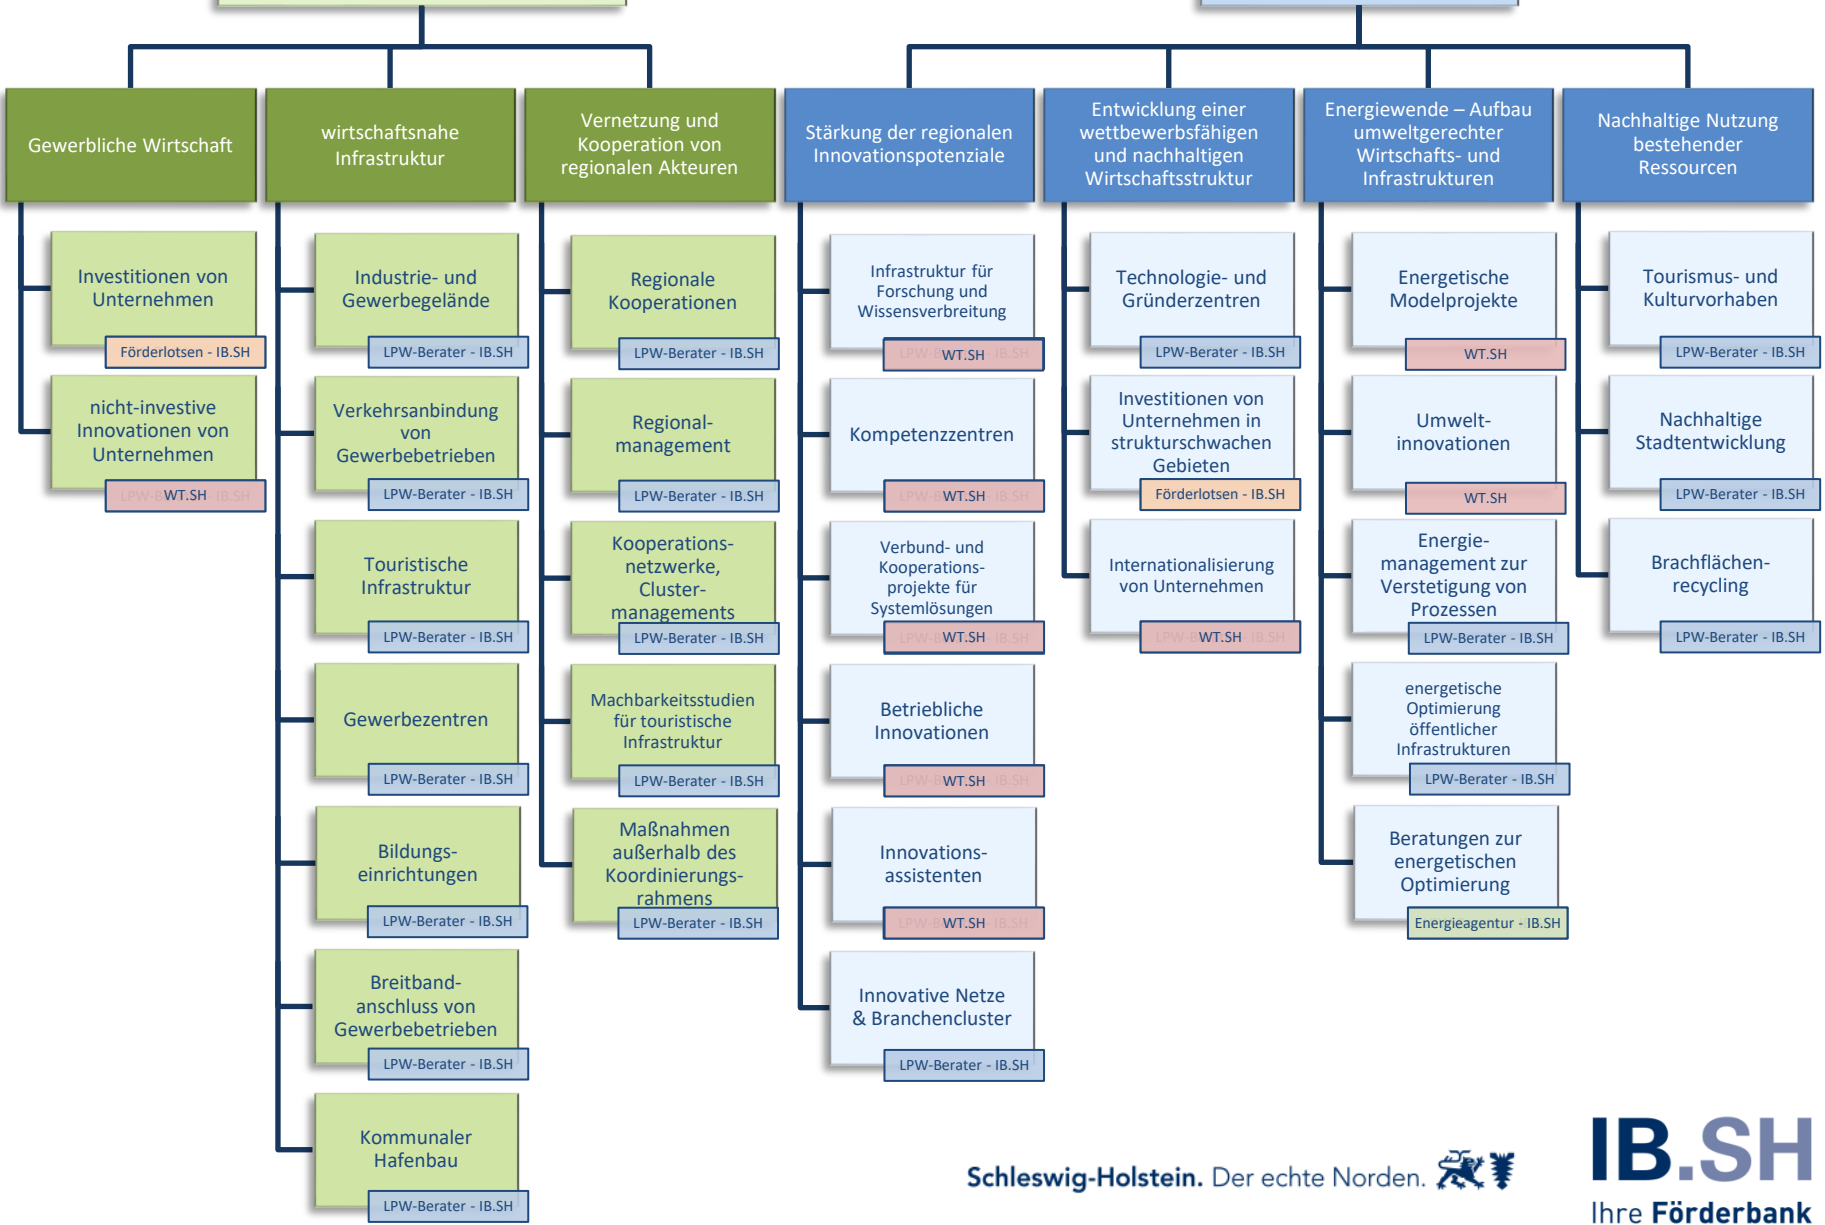 Gewerbliche Wirtschaft
Investitionen von
Unternehmen
Förderlotsen - IB.SH
nicht-investive
Innovationen von
Unternehmen
WT.SH
wirtschaftsnahe
Infrastruktur
Industrie- und
Gewerbegelände
LPW-Berater - IB.SH
Verkehrsanbindung
von
Gewerbebetrieben
LPW-Berater - IB.SH
Touristische
Infrastruktur
LPW-Berater - IB.SH
Gewerbezentren
LPW-Berater - IB.SH
Bildungs-
einrichtungen
LPW-Berater - IB.SH
Breitband-
anschluss von
Gewerbebetrieben
LPW-Berater - IB.SH
Kommunaler
Hafenbau
LPW-Berater - IB.SH
Vernetzung und
Kooperation von
regionalen Akteuren
Regionale
Kooperationen
LPW-Berater - IB.SH
Regional-
management
LPW-Berater - IB.SH
Kooperations-
netzwerke,
Cluster-
managements
LPW-Berater - IB.SH
Machbarkeitsstudien
für touristische
Infrastruktur
LPW-Berater - IB.SH
Maßnahmen
außerhalb des
Koordinierungs-
rahmens
LPW-Berater - IB.SH
Stärkung der regionalen
Innovationspotenziale
Infrastruktur für
Forschung und
Wissensverbreitung
WT.SH
Kompetenzzentren
WT.SH
Verbund- und
Kooperations-
projekte für
Systemlösungen
WT.SH
Betriebliche
Innovationen
WT.SH
Innovations-
assistenten
WT.SH
Innovative Netze
& Branchencluster
LPW-Berater - IB.SH
Entwicklung einer
wettbewerbsfähigen
und nachhaltigen
Wirtschaftsstruktur
Technologie- und
Gründerzentren
LPW-Berater - IB.SH
Investitionen von
Unternehmen in
strukturschwachen
Gebieten
Förderlotsen - IB.SH
Internationalisierung
von Unternehmen
WT.SH
Energiewende – Aufbau
umweltgerechter
Wirtschafts- und
Infrastrukturen
Energetische
Modelprojekte
WT.SH
Umwelt-
innovationen
WT.SH
Energie-
management zur
Verstetigung von
Prozessen
LPW-Berater - IB.SH
energetische
Optimierung
öffentlicher
Infrastrukturen
LPW-Berater - IB.SH
Beratungen zur
energetischen
Optimierung
Energieagentur - IB.SH
Nachhaltige Nutzung
bestehender
Ressourcen
Tourismus- und
Kulturvorhaben
LPW-Berater - IB.SH
Nachhaltige
Stadtentwicklung
LPW-Berater - IB.SH
Brachflächen-
recycling
LPW-Berater - IB.SH
Schleswig-Holstein. Der echte Norden.
IB.SH
Ihre Förderbank